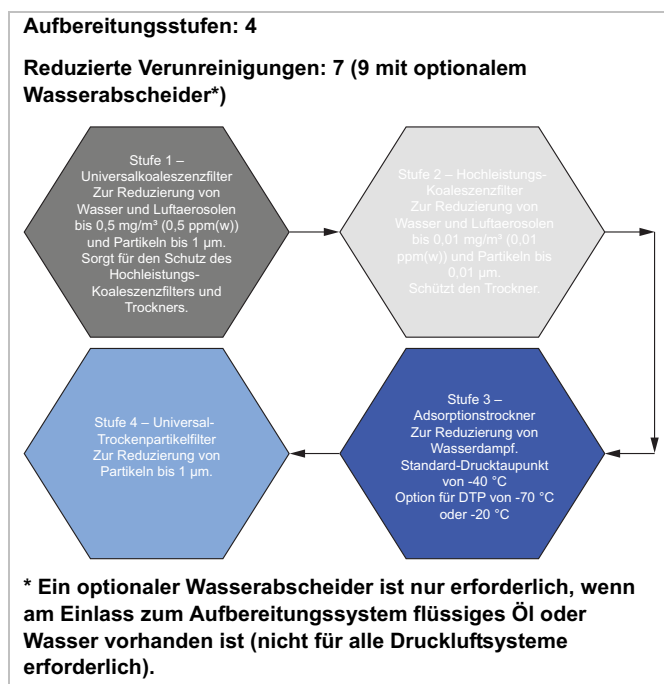 Aufbereitungsstufen: 4
Reduzierte Verunreinigungen: 7 (9 mit optionalem
Wasserabscheider*)
Stufe 1 –
Universalkoaleszenzfilter
Zur Reduzierung von
Wasser und Luftaerosolen
bis 0,5 mg/m³ (0,5 ppm(w))
und Partikeln bis 1 μm.
Sorgt für den Schutz des
Hochleistungs-
Koaleszenzfilters und
Trockners.
Stufe 2 – Hochleistungs-
Koaleszenzfilter
Zur Reduzierung von
Wasser und Luftaerosolen
bis 0,01 mg/m³ (0,01
ppm(w)) und Partikeln bis
0,01 μm.
Schützt den Trockner.
Stufe 3 –
Adsorptionstrockner
Zur Reduzierung von
Wasserdampf.
Standard-Drucktaupunkt
von -40 °C
Option für DTP von -70 °C
oder -20 °C
Stufe 4 – Universal-
Trockenpartikelfilter
Zur Reduzierung von
Partikeln bis 1 μm.
* Ein optionaler Wasserabscheider ist nur erforderlich, wenn
am Einlass zum Aufbereitungssystem flüssiges Öl oder
Wasser vorhanden ist (nicht für alle Druckluftsysteme
erforderlich).